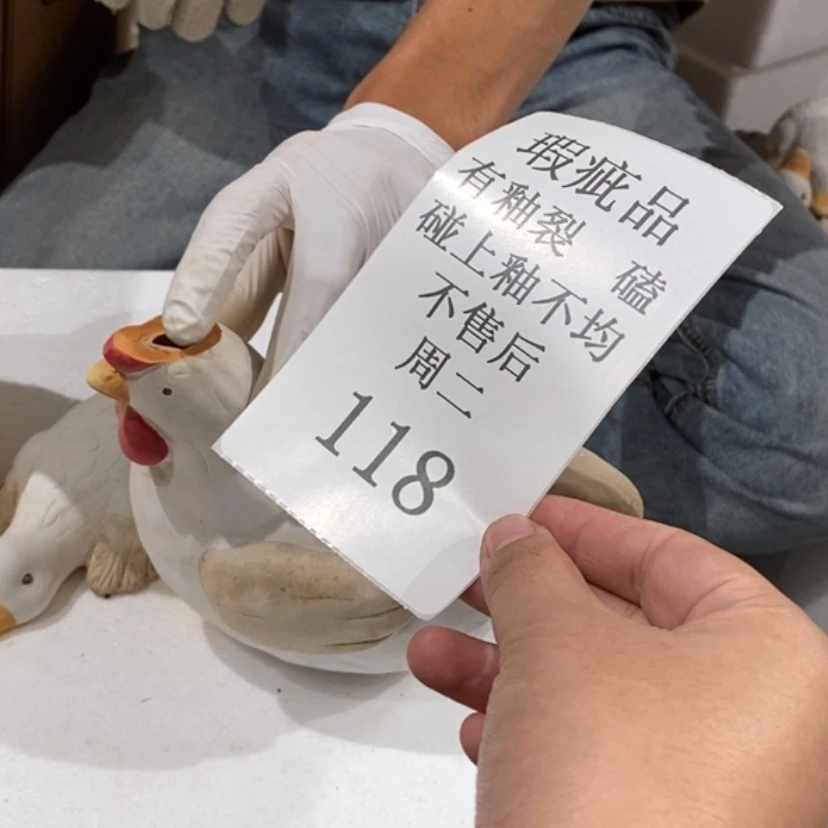 瑕疵品
有釉裂 磕
碰上釉不均
不售后
周二
118